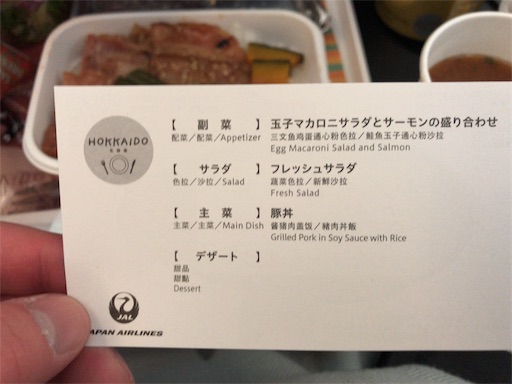 HOKKAIDO
【 副 菜 】 玉子マカロニサラダとサーモンの盛り合わせ
配菜／配菜／Appetizer 三文鱼鸡蛋通心粉色拉／鮭魚玉子通心粉沙拉
Egg Macaroni Salad and Salmon
【 サラダ 】 フレッシュサラダ
色拉／沙拉／Salad 蔬菜色拉／新鮮沙拉
Fresh Salad
【 主 菜 】 豚丼
主菜／主菜／Main Dish 酱猪肉盖饭／豬肉丼飯
Grilled Pork in Soy Sauce with Rice
【 デザート 】
甜品
甜點
Dessert
JAL
JAPAN AIRLINES